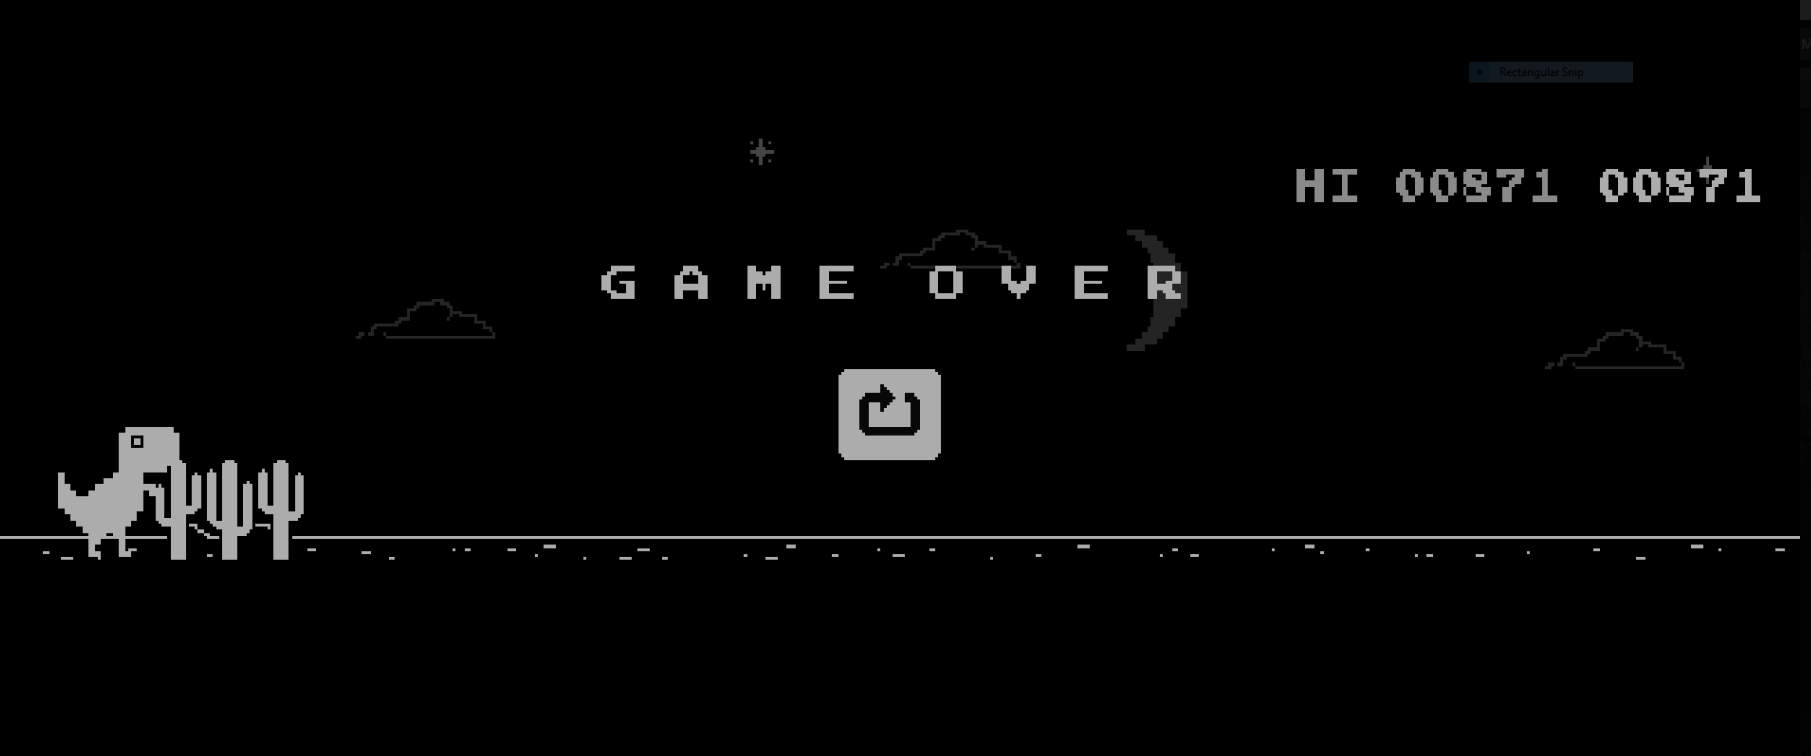 Rectangular Snip
HI 00871 00871
GAME OVER